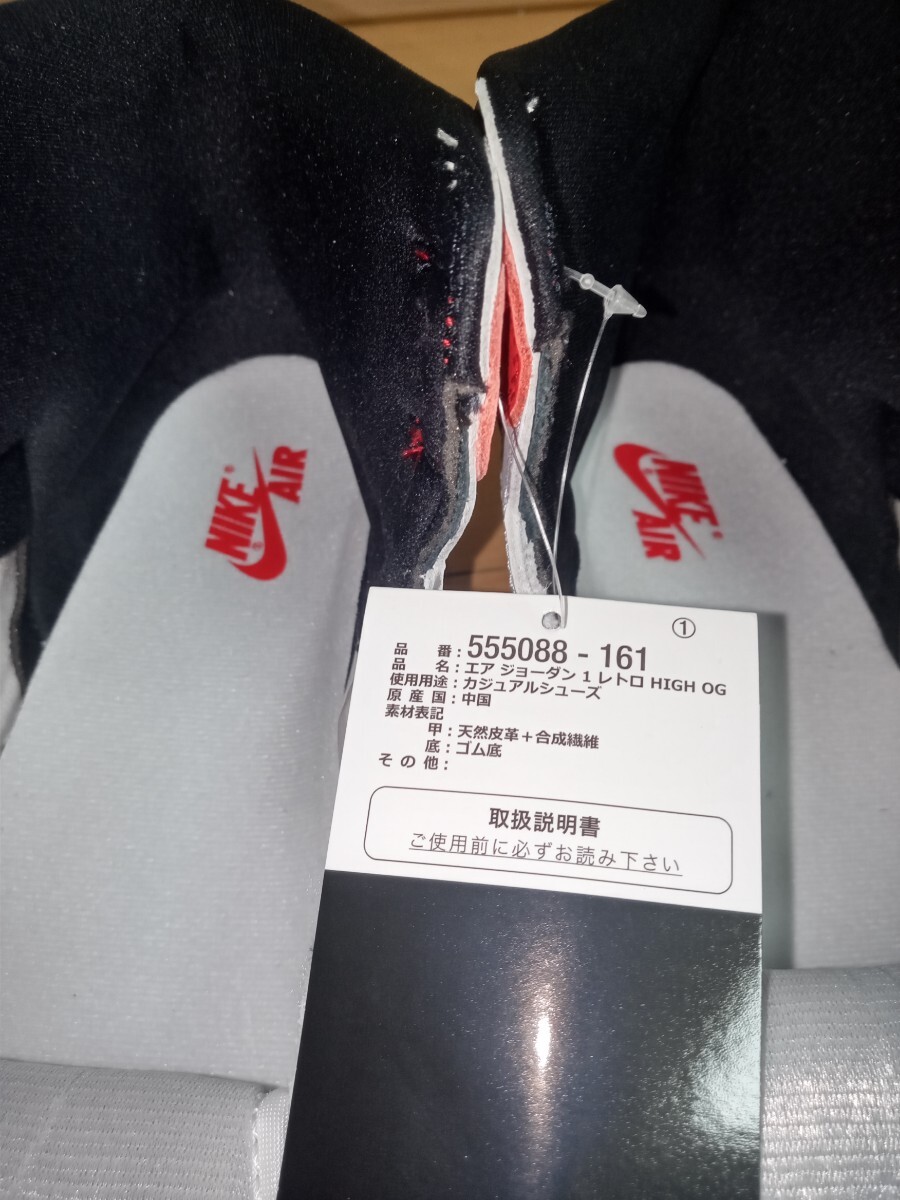 NIKE
AIR
®
®
NIKE
AIR
®
①
品 番：555088 - 161
品 名：エア ジョーダン 1 レトロ HIGH OG
使用用途：カジュアルシューズ
原 産 国：中国
素材表記
甲：天然皮革＋合成繊維
底：ゴム底
そ の 他：
取扱説明書
ご使用前に必ずお読み下さい